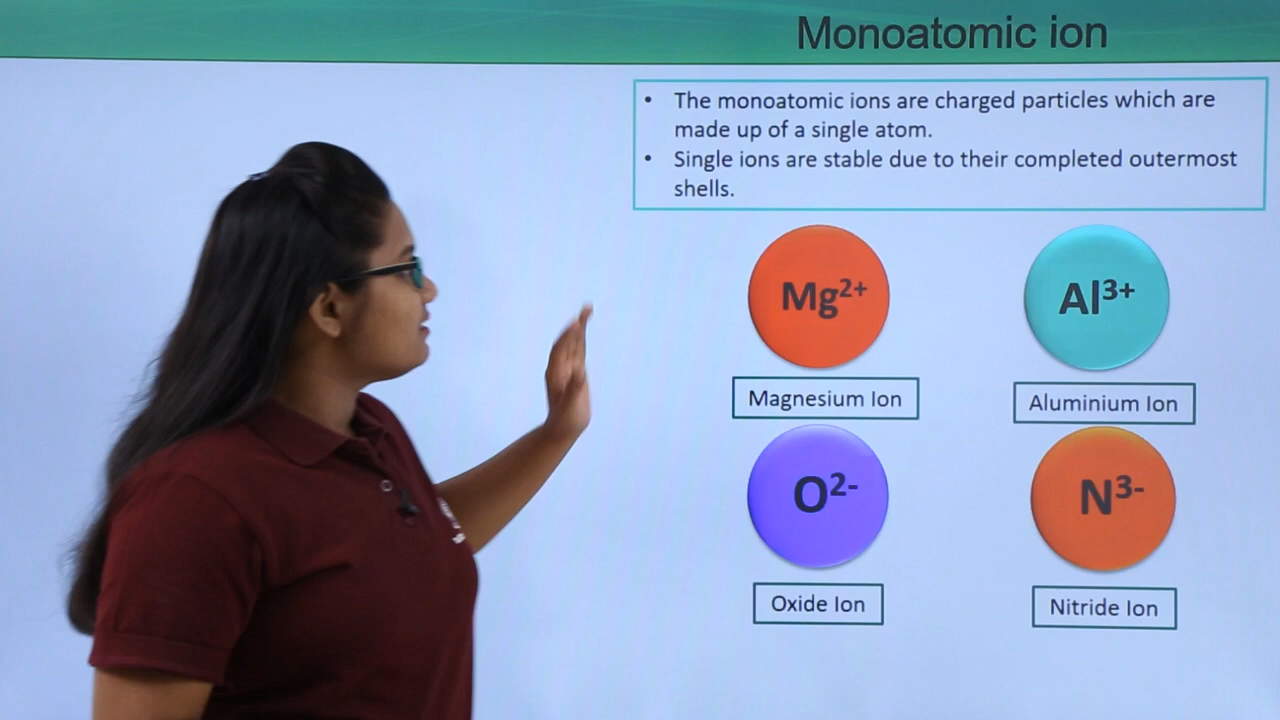 Monoatomic ion
• The monoatomic ions are charged particles which are
made up of a single atom.
• Single ions are stable due to their completed outermost
shells.
Mg²⁺
Al³⁺
Magnesium Ion
Aluminium Ion
O²⁻
N³⁻
Oxide Ion
Nitride Ion